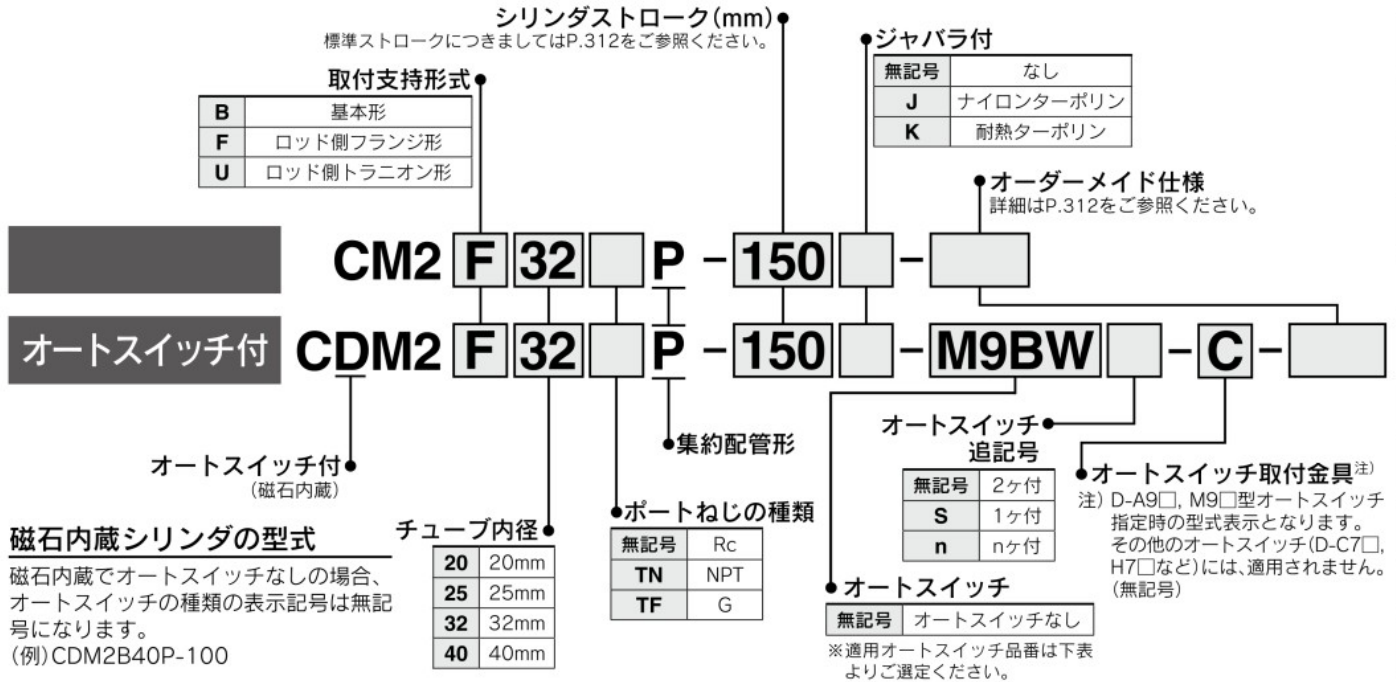 シリンダストローク(mm)
標準ストロークにつきましてはP.312をご参照ください。
取付支持形式
B 基本形
F ロッド側フランジ形
U ロッド側トラニオン形
ジャバラ付
無記号 なし
J ナイロンターポリン
K 耐熱ターポリン
オーダーメイド仕様
詳細はP.312をご参照ください。
CM2 F 32 P - 150 -
オートスイッチ付 CDM2 F 32 P - 150 - M9BW - C -
オートスイッチ付
(磁石内蔵)
集約配管形
オートスイッチ
追記号
無記号 2ヶ付
S 1ヶ付
n nヶ付
オートスイッチ取付金具注)
注) D-A9□, M9□型オートスイッチ
指定時の型式表示となります。
その他のオートスイッチ(D-C7□,
H7□など)には、適用されません。
(無記号)
磁石内蔵シリンダの型式
磁石内蔵でオートスイッチなしの場合、
オートスイッチの種類の表示記号は無記
号になります。
(例)CDM2B40P-100
チューブ内径
20 20mm
25 25mm
32 32mm
40 40mm
ポートねじの種類
無記号 Rc
TN NPT
TF G
オートスイッチ
無記号 オートスイッチなし
※適用オートスイッチ品番は下表
よりご選定ください。